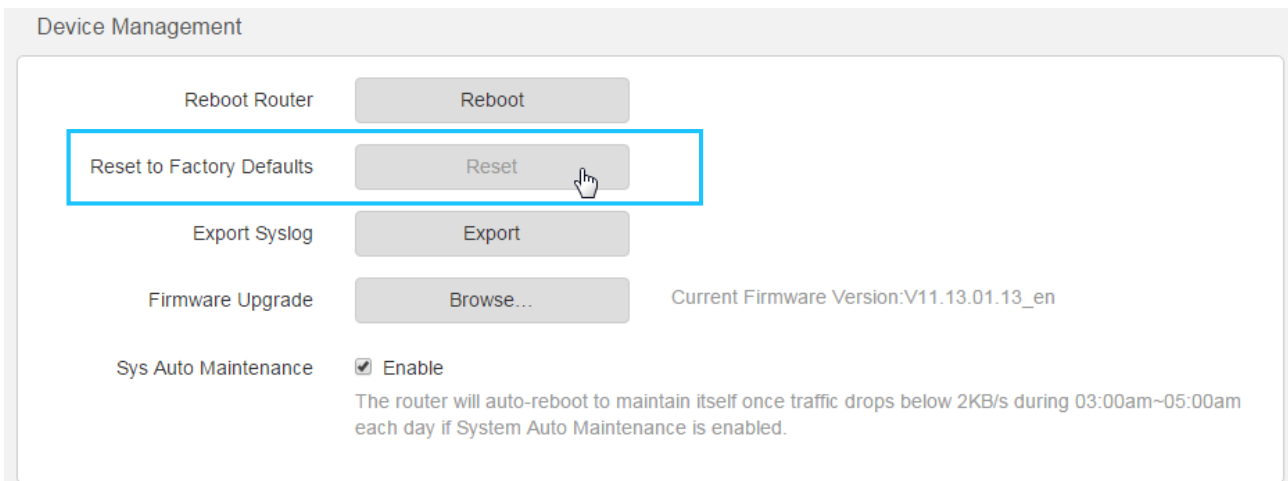 Device Management
Reboot Router Reboot
Reset to Factory Defaults Reset
Export Syslog Export
Firmware Upgrade Browse... Current Firmware Version:V11.13.01.13_en
Sys Auto Maintenance Enable
The router will auto-reboot to maintain itself once traffic drops below 2KB/s during 03:00am~05:00am
each day if System Auto Maintenance is enabled.